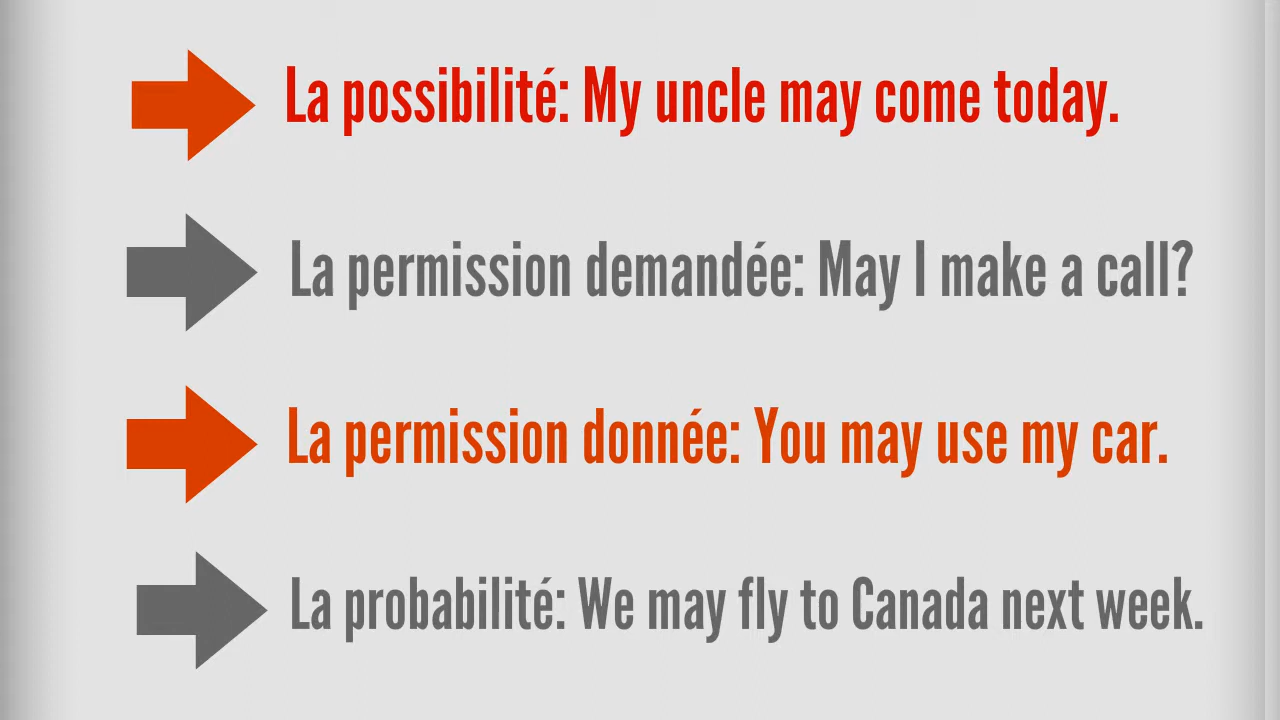 La possibilité: My uncle may come today.
La permission demandée: May I make a call?
La permission donnée: You may use my car.
La probabilité: We may fly to Canada next week.